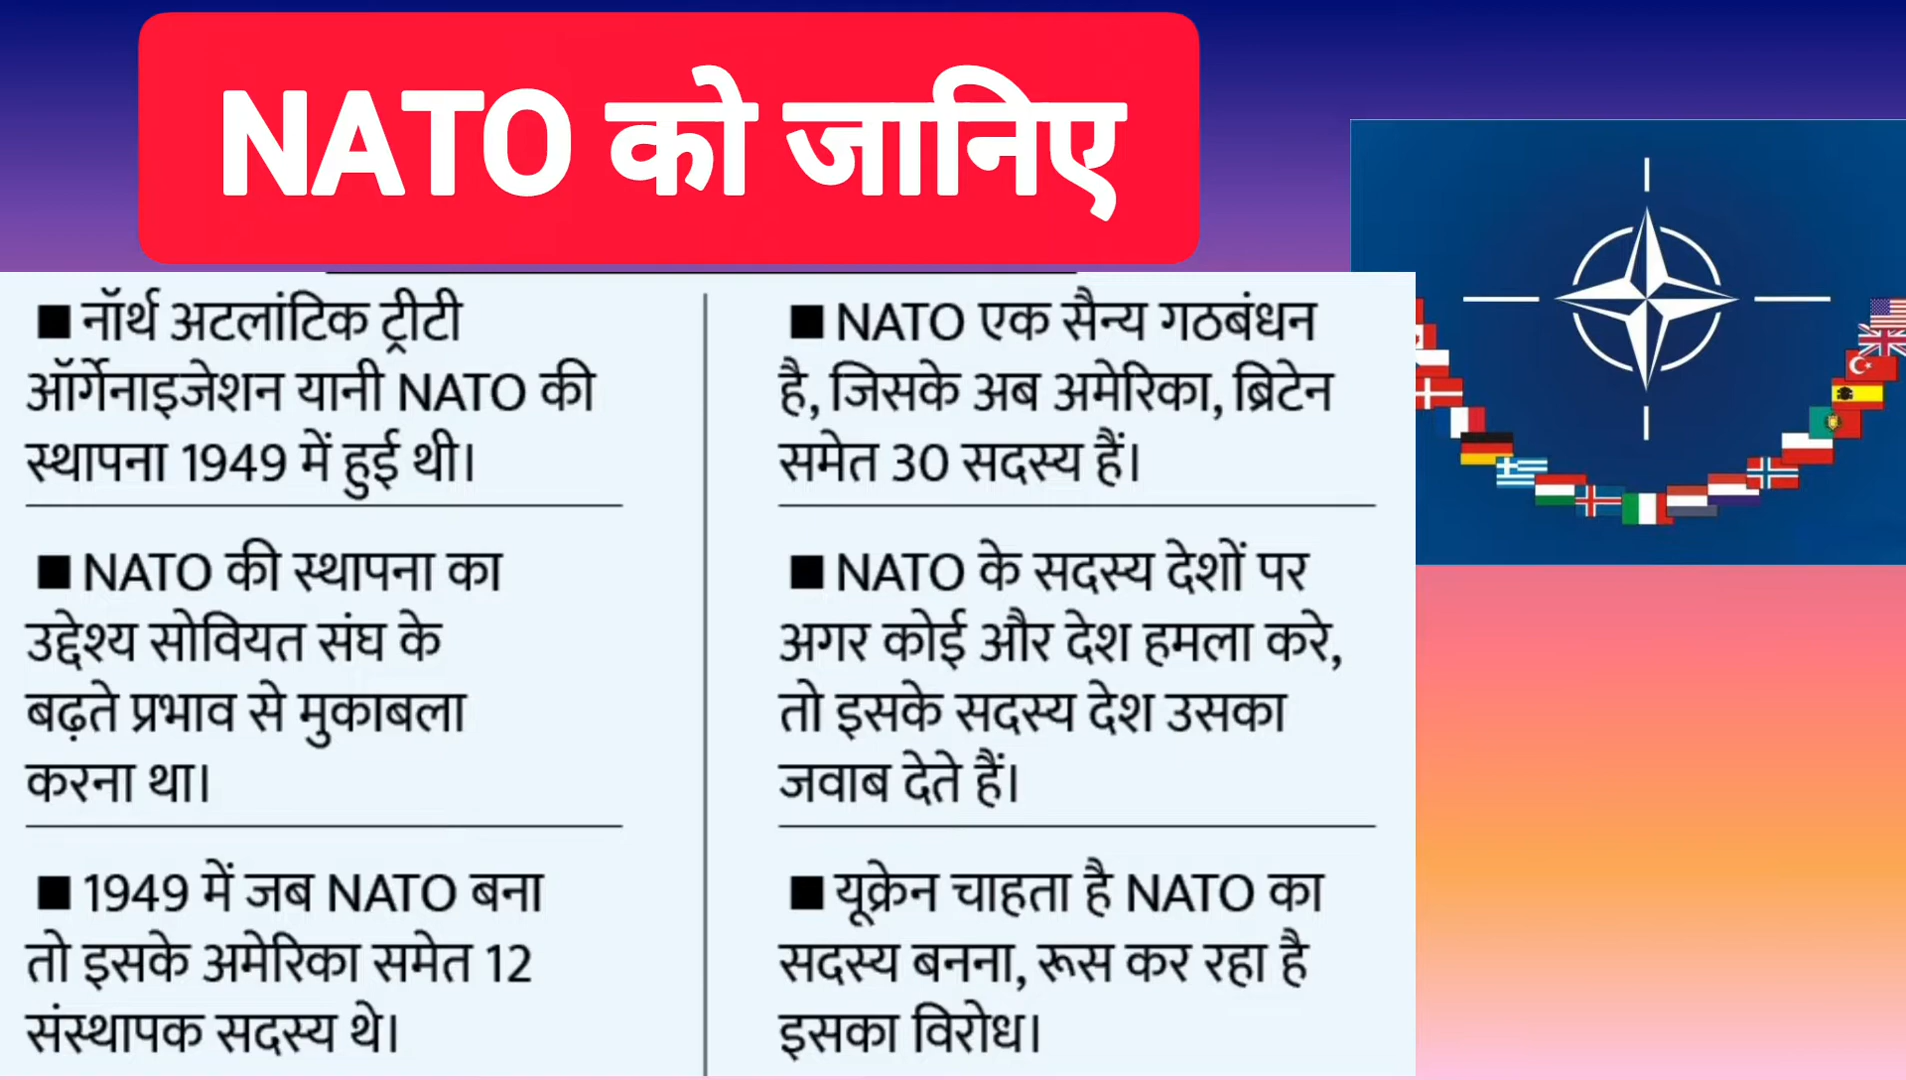 NATO को जानिए
■ नॉर्थ अटलांटिक ट्रीटी
ऑर्गेनाइजेशन यानी NATO की
स्थापना 1949 में हुई थी।
■ NATO की स्थापना का
उद्देश्य सोवियत संघ के
बढ़ते प्रभाव से मुकाबला
करना था।
■ 1949 में जब NATO बना
तो इसके अमेरिका समेत 12
संस्थापक सदस्य थे।
■ NATO एक सैन्य गठबंधन
है, जिसके अब अमेरिका, ब्रिटेन
समेत 30 सदस्य हैं।
■ NATO के सदस्य देशों पर
अगर कोई और देश हमला करे,
तो इसके सदस्य देश उसका
जवाब देते हैं।
■ यूक्रेन चाहता है NATO का
सदस्य बनना, रूस कर रहा है
इसका विरोध।